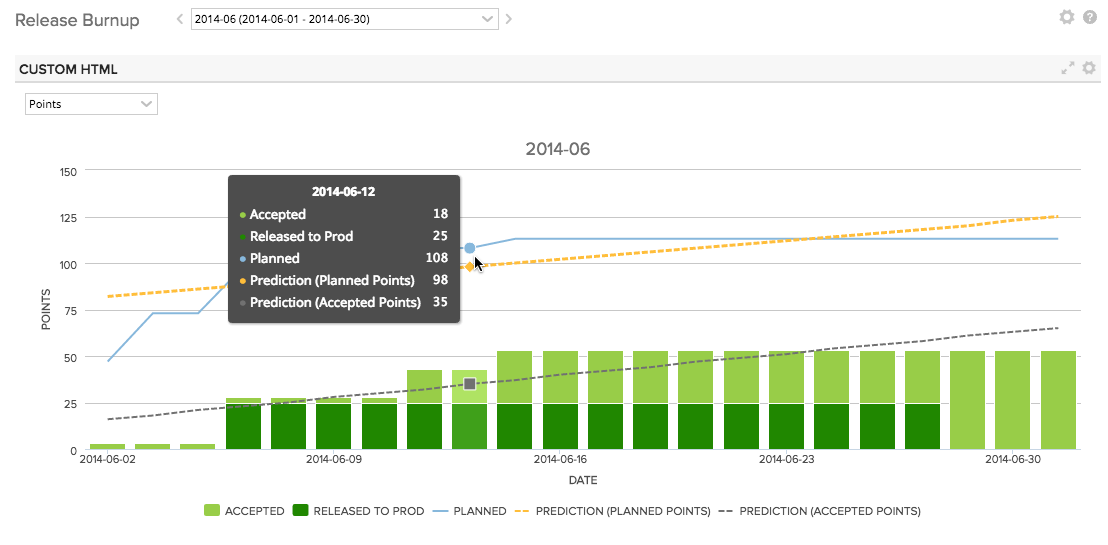 Release Burnup
2014-06 (2014-06-01 - 2014-06-30)
?
CUSTOM HTML
Points
2014-06
150
125
100
75
50
25
0
POINTS
2014-06-12
Accepted 18
Released to Prod 25
Planned 108
Prediction (Planned Points) 98
Prediction (Accepted Points) 35
2014-06-02 2014-06-09 2014-06-16 2014-06-23 2014-06-30
DATE
ACCEPTED RELEASED TO PROD PLANNED PREDICTION (PLANNED POINTS) PREDICTION (ACCEPTED POINTS)